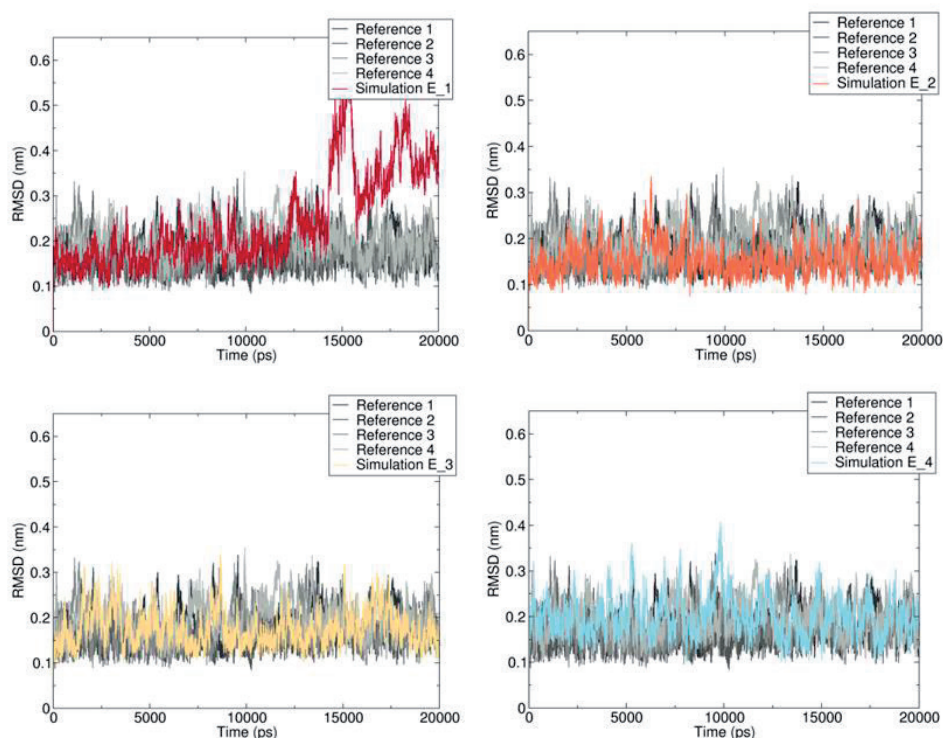 Reference 1
Reference 2
Reference 3
Reference 4
Simulation E_1
0.6
0.5
0.4
0.3
0.2
0.1
0
RMSD (nm)
0 5000 10000 15000 20000
Time (ps)
Reference 1
Reference 2
Reference 3
Reference 4
Simulation E_2
0.6
0.5
0.4
0.3
0.2
0.1
0
RMSD (nm)
0 5000 10000 15000 20000
Time (ps)
Reference 1
Reference 2
Reference 3
Reference 4
Simulation E_3
0.6
0.5
0.4
0.3
0.2
0.1
0
RMSD (nm)
0 5000 10000 15000 20000
Time (ps)
Reference 1
Reference 2
Reference 3
Reference 4
Simulation E_4
0.6
0.5
0.4
0.3
0.2
0.1
0
RMSD (nm)
0 5000 10000 15000 20000
Time (ps)